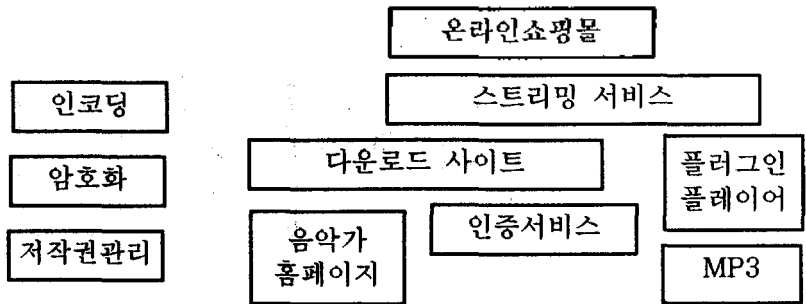 온라인쇼핑몰
인코딩
스트리밍 서비스
암호화
다운로드 사이트
플러그인
플레이어
저작권관리
음악가
홈페이지
인증서비스
MP3